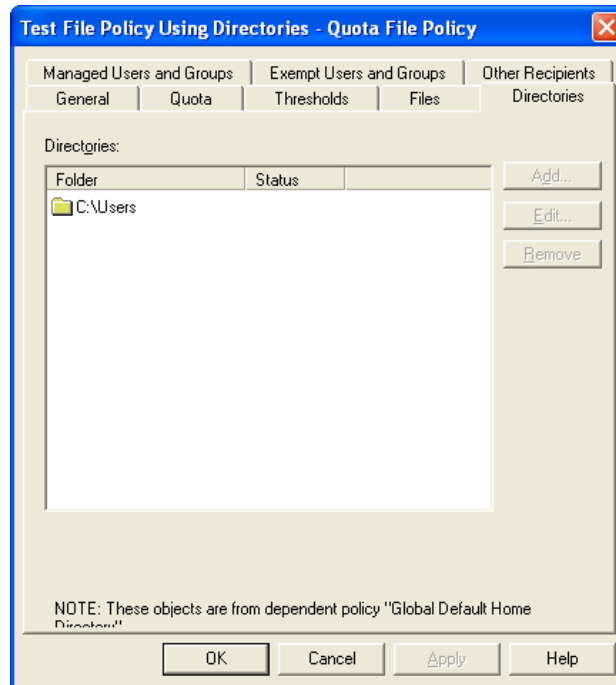 Test File Policy Using Directories - Quota File Policy
Managed Users and Groups Exempt Users and Groups Other Recipients
General Quota Thresholds Files Directories
Directories:
Folder Status
Add...
C:\Users
Edit...
Remove
NOTE: These objects are from dependent policy "Global Default Home
Directory"
OK Cancel Apply Help